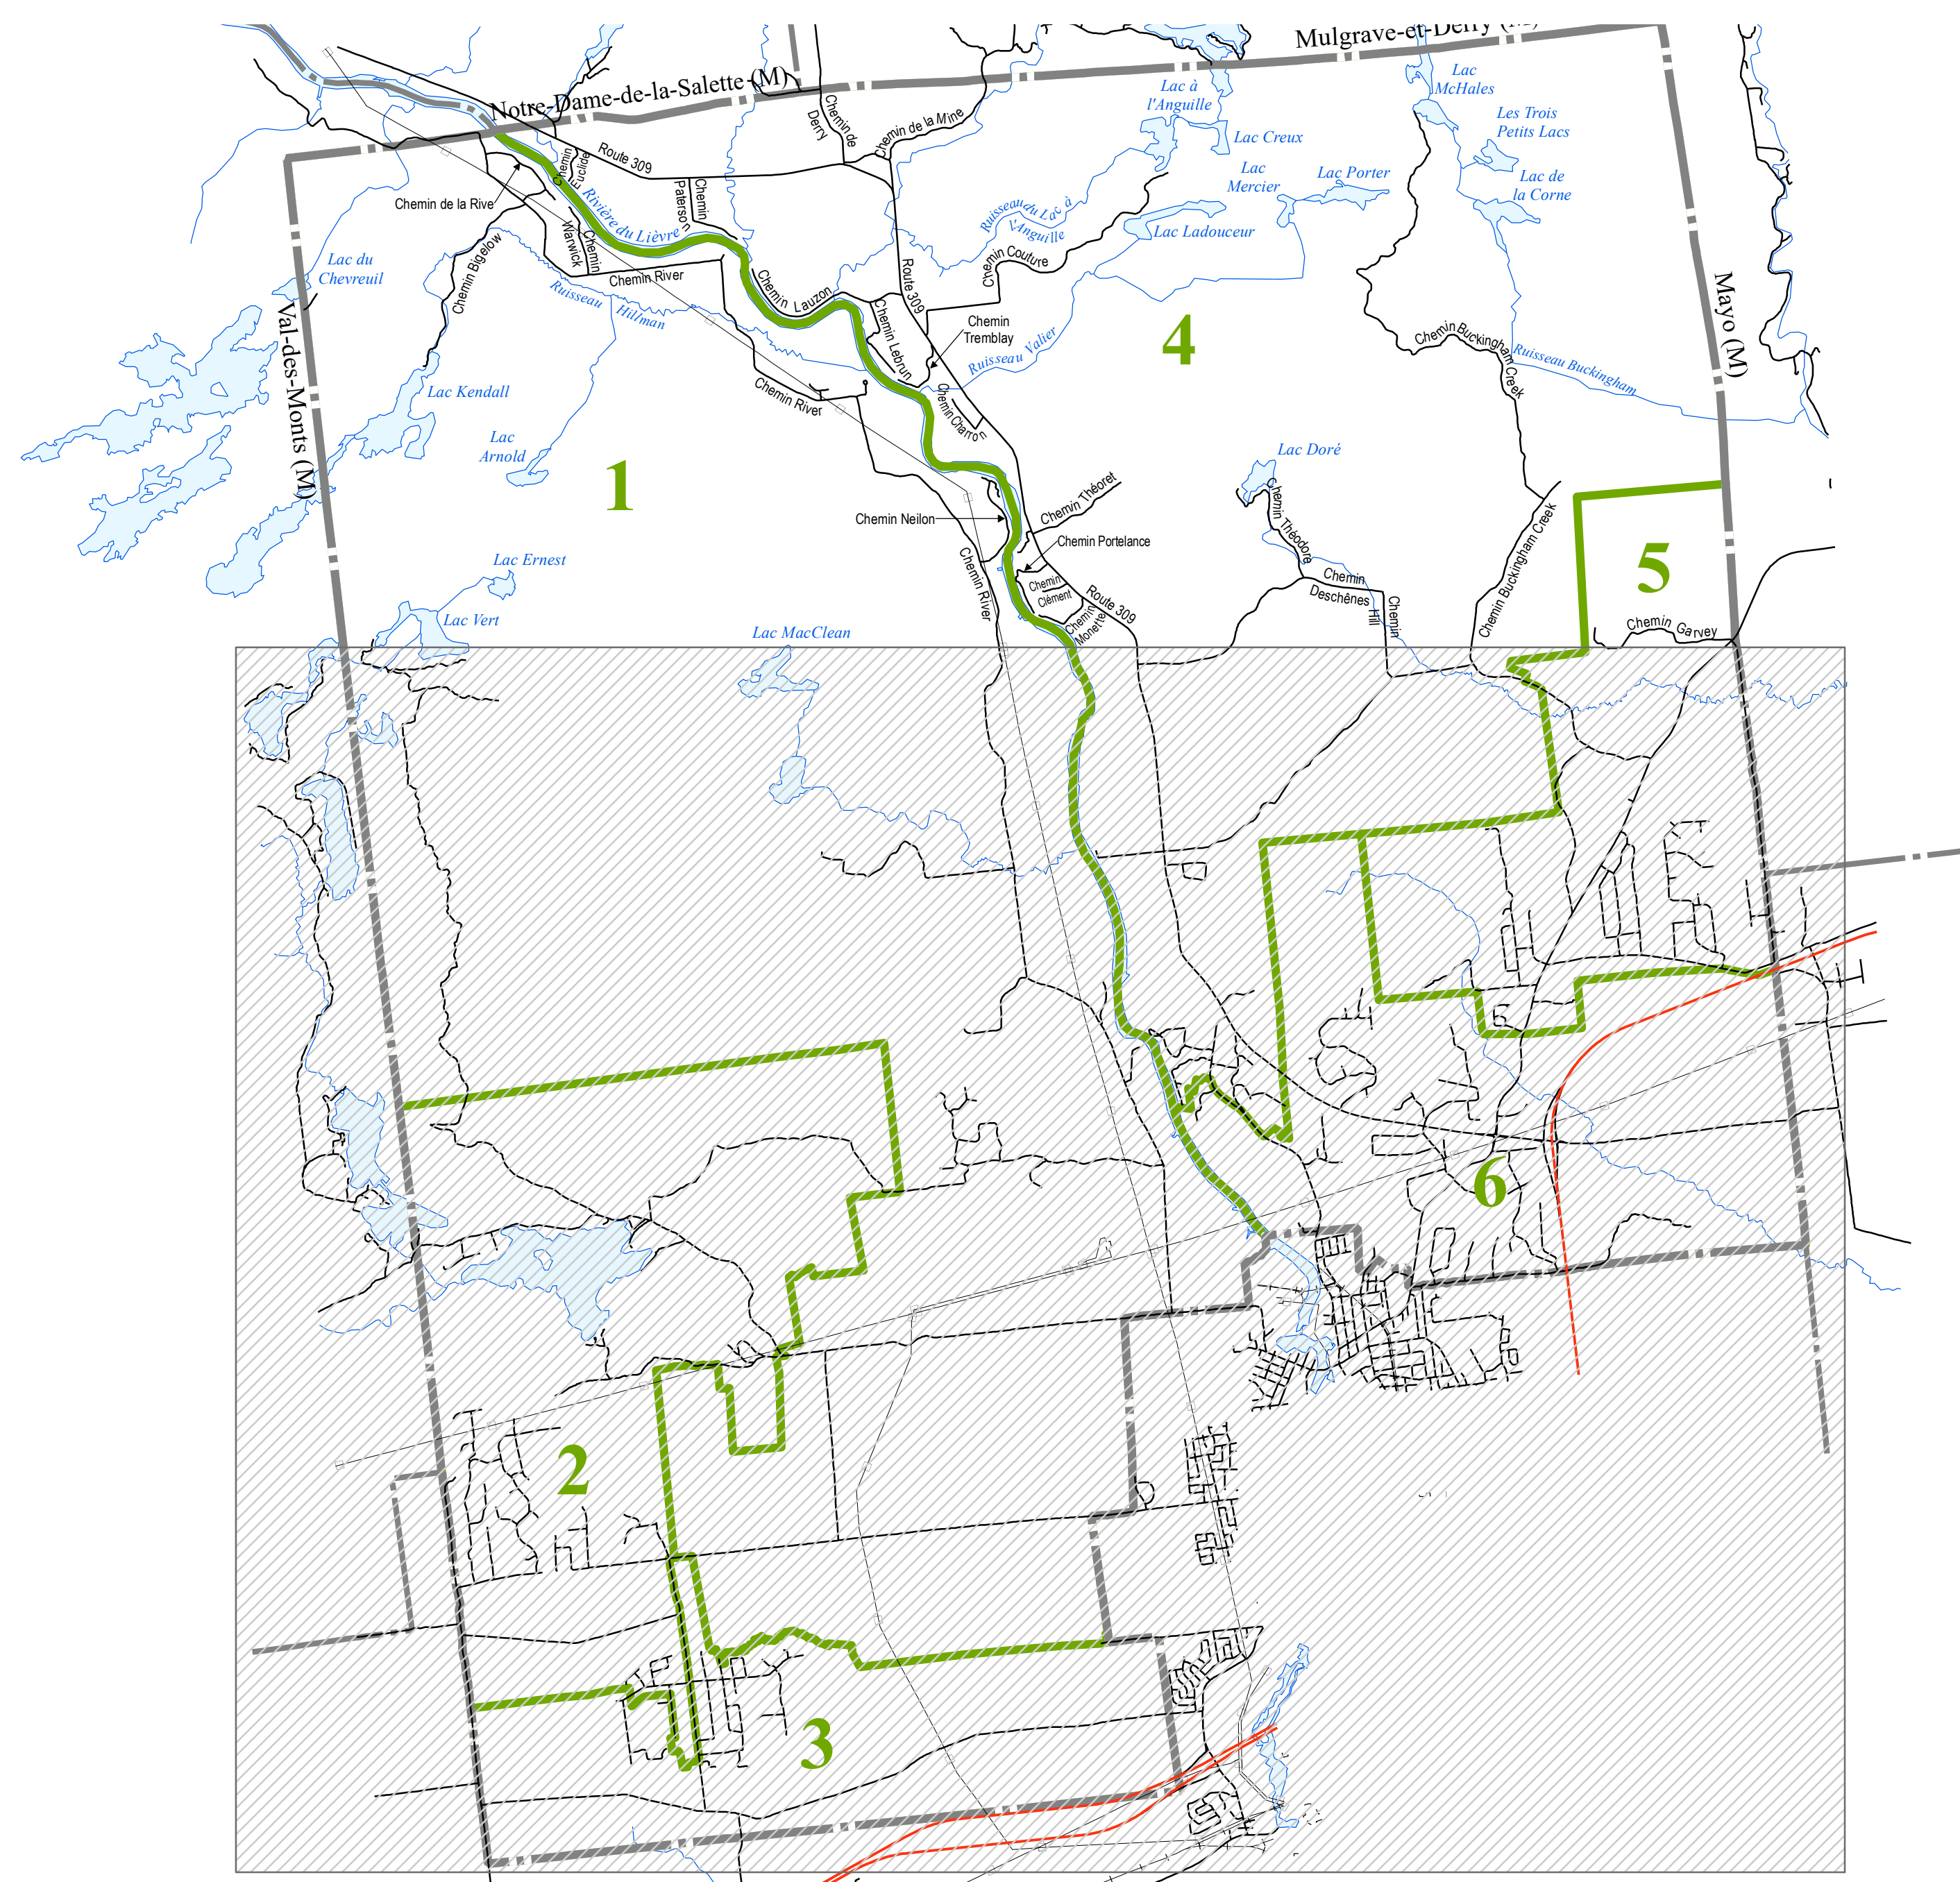 Mulgrave-et-Derry (M)
Notre-Dame-de-la-Salette (M)
Lac
McHales
Lac à
l'Anguille
Les Trois
Petits Lacs
Chemin de
Derry
Chemin de la Mine
Lac Creux
Route 309
Chemin
Euclide
Lac
Mercier
Lac Porter
Lac de
la Corne
Chemin de la Rive
Chemin
Paterson
Rivière du Lièvre
Ruisseau du Lac à
L'Anguille
Lac Ladouceur
Chemin
Warwick
Chemin Bigelow
Lac du
Chevreuil
Chemin River
Chemin Couture
Route 309
Chemin Lauzon
Ruisseau Hillman
Val-des-Monts (M)
Mayo (M)
Chemin Lebrun
Chemin
Tremblay
4
Ruisseau Valier
Chemin Buckingham Creek
Ruisseau Buckingham
Chemin River
Chemin Charron
Lac Kendall
Lac
Arnold
1
Lac Doré
Chemin Théodore
Chemin Théoret
Chemin Neilon
Chemin Portelance
Chemin River
Chemin
Clément
Route 309
Chemin
Monette
Chemin
Deschênes
Chemin
Hill
Chemin Buckingham Creek
5
Chemin Garvey
Lac Ernest
Lac Vert
Lac MacClean
6
2
3